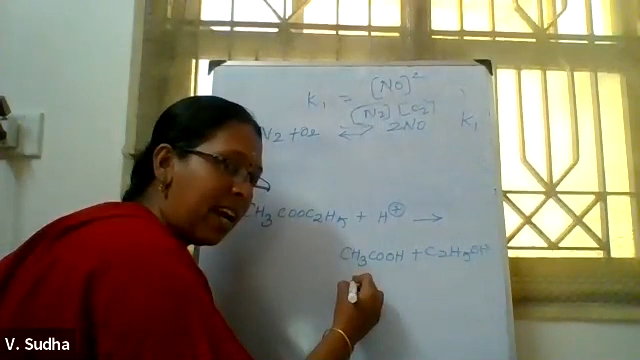 [NO]²
K₁ = 
[N₂] [O₂]
N₂ + O₂ ⇌ 2NO K₁
CH₃COOC₂H₅ + H⊕ →
CH₃COOH + C₂H₅OH
V. Sudha